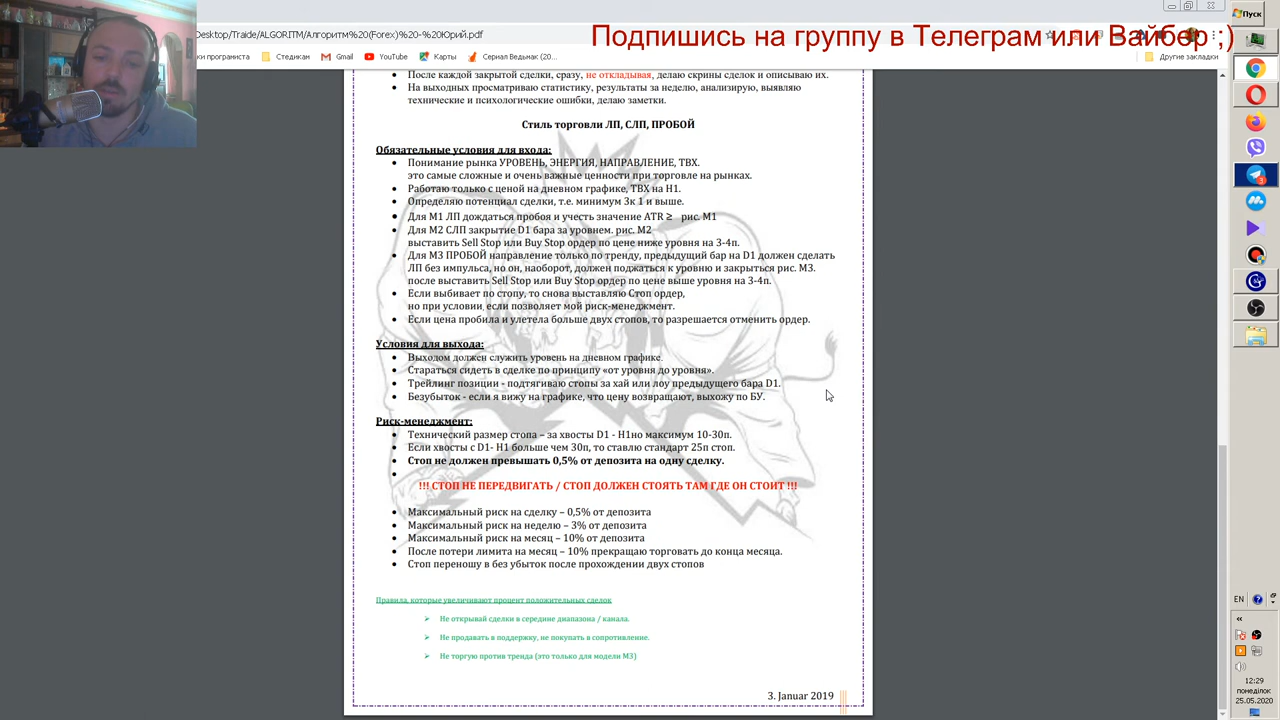 Пуск
esktop/Traide/ALGORITM/Алгоритм%20(Forex)%20-%20Юрий.pdf
Подпишись на группу в Телеграм или Вайбер ;)
ки програмиста
Стедикам
Gmail
YouTube
Карты
Сериал Ведьмак (20...
Другие закладки
После каждой закрытой сделки, сразу, не откладывая, делаю скрины сделок и описываю их.
На выходных просматриваю статистику, результаты за неделю, анализирую, выявляю
технические и психологические ошибки, делаю заметки.
Стиль торговли ЛП, СЛП, ПРОБОЙ
Обязательные условия для входа:
Понимание рынка УРОВЕНЬ, ЭНЕРГИЯ, НАПРАВЛЕНИЕ, ТВХ.
это самые сложные и очень важные ценности при торговле на рынках.
Работаю только с ценой на дневном графике, ТВХ на H1.
Определяю потенциал сделки, т.е. минимум 3к 1 и выше.
Для М1 ЛП дождаться пробоя и учесть значение ATR ≥ рис. М1
Для М2 СЛП закрытие D1 бара за уровнем. рис. М2
выставить Sell Stop или Buy Stop ордер по цене ниже уровня на 3-4п.
Для М3 ПРОБОЙ направление только по тренду, предыдущий бар на D1 должен сделать
ЛП без импульса, но он, наоборот, должен поджаться к уровню и закрыться рис. М3.
после выставить Sell Stop или Buy Stop ордер по цене выше уровня на 3-4п.
Если выбивает по стопу, то снова выставляю Стоп ордер,
но при условии, если позволяет мой риск-менеджмент.
Если цена пробила и улетела больше двух стопов, то разрешается отменить ордер.
Условия для выхода:
Выходом должен служить уровень на дневном графике.
Стараться сидеть в сделке по принципу «от уровня до уровня».
Трейлинг позиции - подтягиваю стопы за хай или лоу предыдущего бара D1.
Безубыток - если я вижу на графике, что цену возвращают, выхожу по БУ.
Риск-менеджмент:
Технический размер стопа – за хвосты D1 - H1но максимум 10-30п.
Если хвосты с D1- H1 больше чем 30п, то ставлю стандарт 25п стоп.
Стоп не должен превышать 0,5% от депозита на одну сделку.
!!! СТОП НЕ ПЕРЕДВИГАТЬ / СТОП ДОЛЖЕН СТОЯТЬ ТАМ ГДЕ ОН СТОИТ !!!
Максимальный риск на сделку – 0,5% от депозита
Максимальный риск на неделю – 3% от депозита
Максимальный риск на месяц – 10% от депозита
После потери лимита на месяц – 10% прекращаю торговать до конца месяца.
Стоп переношу в без убыток после прохождении двух стопов
Правила, которые увеличивают процент положительных сделок
Не открывай сделки в середине диапазона / канала.
Не продавать в поддержку, не покупать в сопротивление.
Не торгую против тренда (это только для модели М3)
3. Januar 2019
EN
12:29
понеділок
25.05.2020